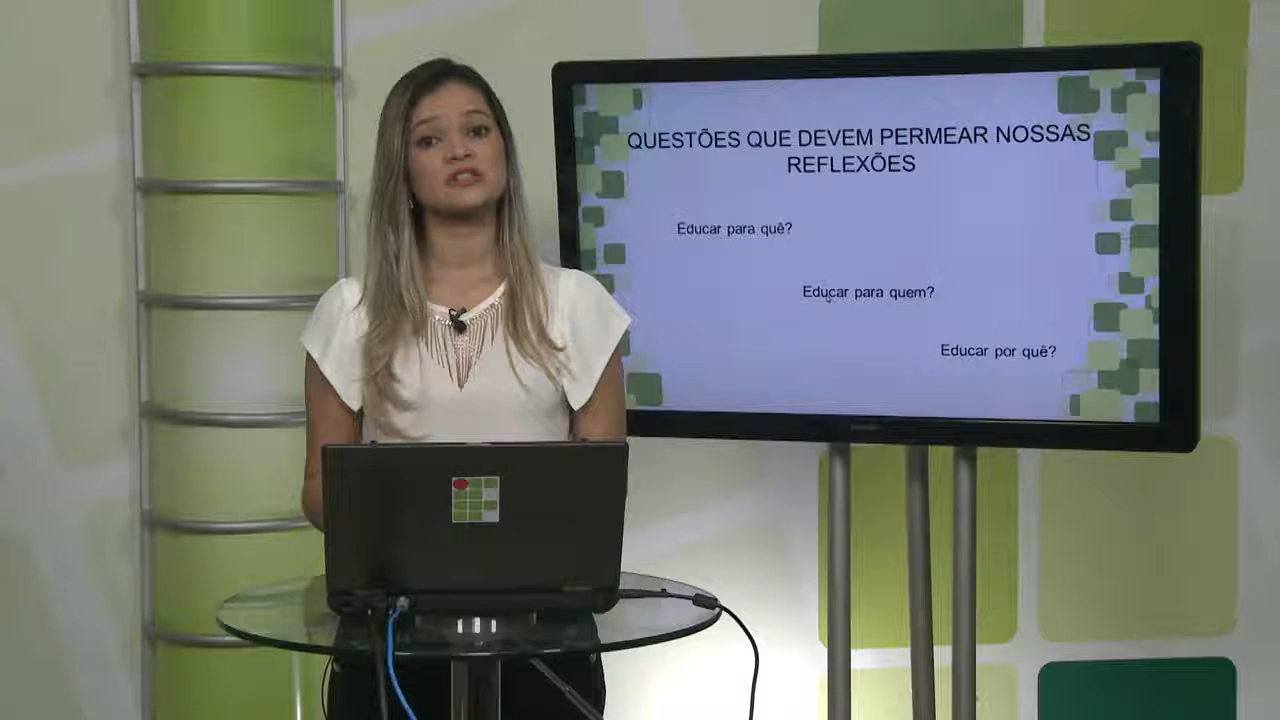 QUESTÕES QUE DEVEM PERMEAR NOSSAS
REFLEXÕES
Educar para quê?
Educar para quem?
Educar por quê?